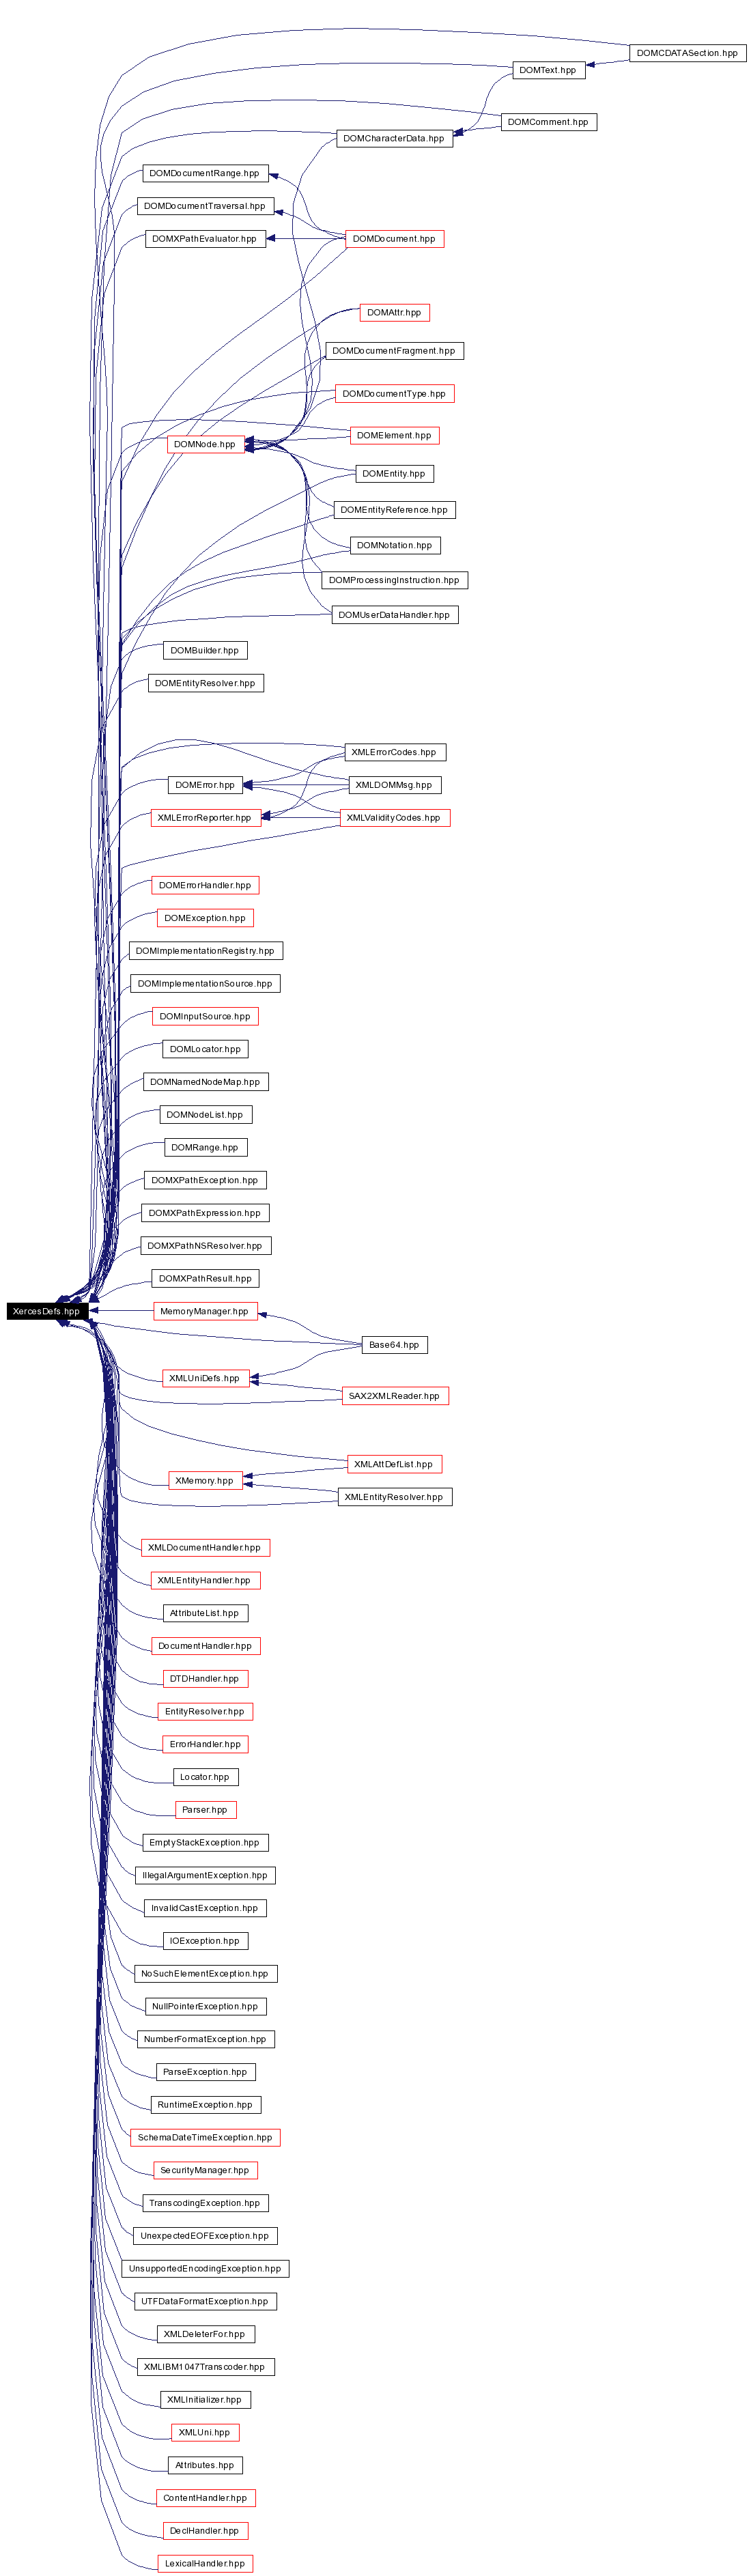 DOMCDATASection.hpp
DOMText.hpp
DOMComment.hpp
DOMCharacterData.hpp
DOMDocumentRange.hpp
DOMDocumentTraversal.hpp
DOMXPathEvaluator.hpp
DOMDocument.hpp
DOMAttr.hpp
DOMDocumentFragment.hpp
DOMDocumentType.hpp
DOMElement.hpp
DOMNode.hpp
DOMEntity.hpp
DOMEntityReference.hpp
DOMNotation.hpp
DOMProcessingInstruction.hpp
DOMUserDataHandler.hpp
DOMBuilder.hpp
DOMEntityResolver.hpp
XMLErrorCodes.hpp
DOMError.hpp
XMLDOMMsg.hpp
XMLErrorReporter.hpp
XMLValidityCodes.hpp
DOMErrorHandler.hpp
DOMException.hpp
DOMImplementationRegistry.hpp
DOMImplementationSource.hpp
DOMInputSource.hpp
DOMLocator.hpp
DOMNamedNodeMap.hpp
DOMNodeList.hpp
DOMRange.hpp
DOMXPathException.hpp
DOMXPathExpression.hpp
DOMXPathNSResolver.hpp
DOMXPathResult.hpp
XercesDefs.hpp
MemoryManager.hpp
Base64.hpp
XMLUniDefs.hpp
SAX2XMLReader.hpp
XMLAttDefList.hpp
XMemory.hpp
XMLEntityResolver.hpp
XMLDocumentHandler.hpp
XMLEntityHandler.hpp
AttributeList.hpp
DocumentHandler.hpp
DTDHandler.hpp
EntityResolver.hpp
ErrorHandler.hpp
Locator.hpp
Parser.hpp
EmptyStackException.hpp
IllegalArgumentException.hpp
InvalidCastException.hpp
IOException.hpp
NoSuchElementException.hpp
NullPointerException.hpp
NumberFormatException.hpp
ParseException.hpp
RuntimeException.hpp
SchemaDateTimeException.hpp
SecurityManager.hpp
TranscodingException.hpp
UnexpectedEOFException.hpp
UnsupportedEncodingException.hpp
UTFDataFormatException.hpp
XMLDeleterFor.hpp
XMLIBM1047Transcoder.hpp
XMLInitializer.hpp
XMLUni.hpp
Attributes.hpp
ContentHandler.hpp
DeclHandler.hpp
LexicalHandler.hpp